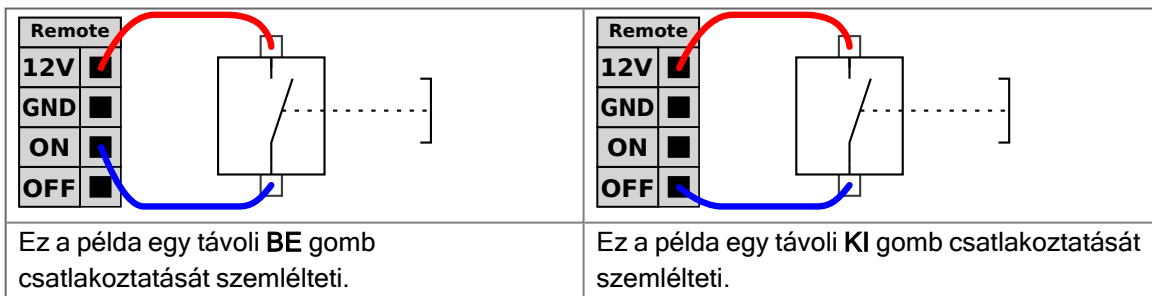 Remote
12V
GND
ON
OFF
Remote
12V
GND
ON
OFF
Ez a példa egy távoli BE gomb
csatlakoztatását szemlélteti.
Ez a példa egy távoli KI gomb csatlakoztatását
szemlélteti.